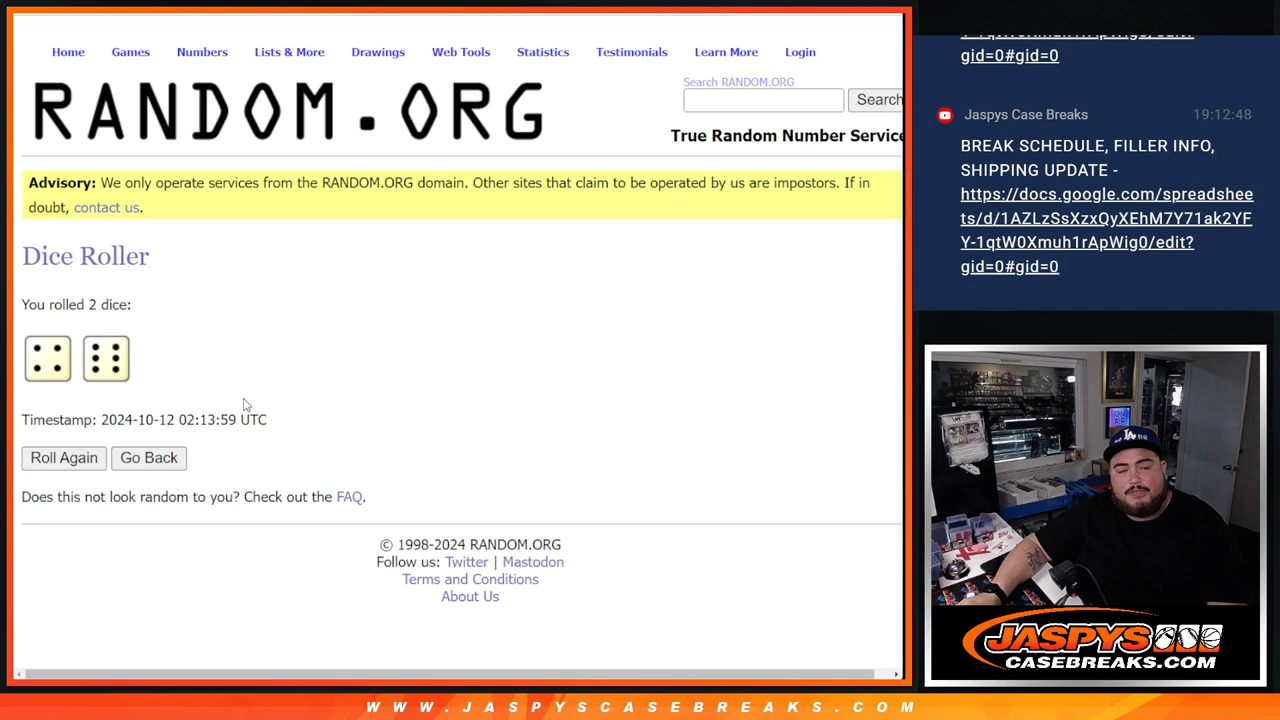 Home Games Numbers Lists & More Drawings Web Tools Statistics Testimonials Learn More Login
RANDOM.ORG
Search RANDOM.ORG
Search
True Random Number Service
Advisory: We only operate services from the RANDOM.ORG domain. Other sites that claim to be operated by us are impostors. If in
doubt, contact us.
Dice Roller
You rolled 2 dice:
Timestamp: 2024-10-12 02:13:59 UTC
Roll Again Go Back
Does this not look random to you? Check out the FAQ.
© 1998-2024 RANDOM.ORG
Follow us: Twitter | Mastodon
Terms and Conditions
About Us
gid=0#gid=0
Jaspys Case Breaks 19:12:48
BREAK SCHEDULE, FILLER INFO,
SHIPPING UPDATE -
https://docs.google.com/spreadshee
ts/d/1AZLzSsXzxQyXEhM7Y71ak2YF
Y-1qtW0Xmuh1rApWig0/edit?
gid=0#gid=0
LA
JASPYS
CASEBREAKS.COM
WWW.JASPYSCASEBREAKS.COM